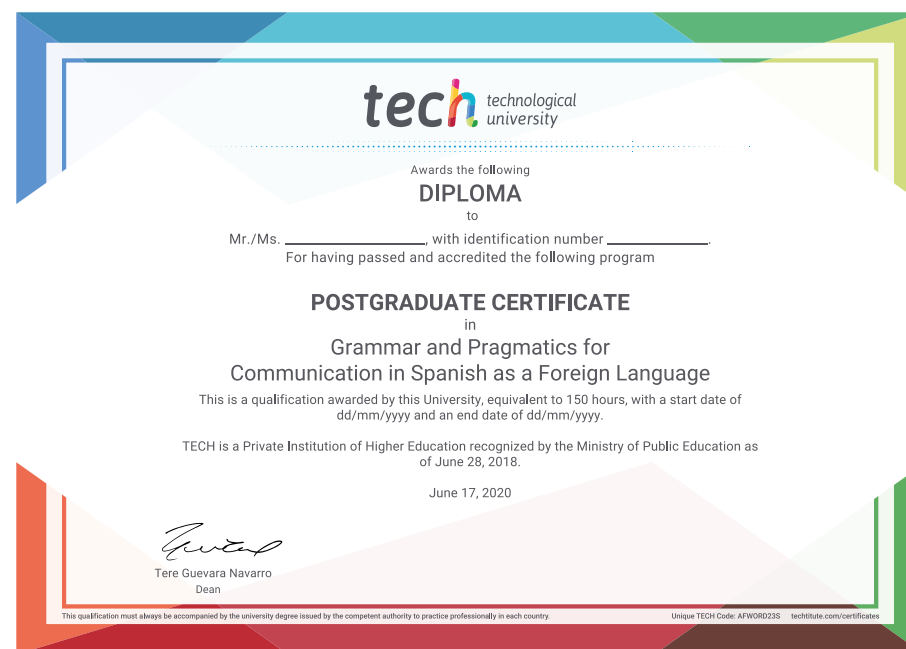 tech technological
university
Awards the following
DIPLOMA
to
Mr./Ms. ________________, with identification number ____________.
For having passed and accredited the following program
POSTGRADUATE CERTIFICATE
in
Grammar and Pragmatics for
Communication in Spanish as a Foreign Language
This is a qualification awarded by this University, equivalent to 150 hours, with a start date of
dd/mm/yyyy and an end date of dd/mm/yyyy.
TECH is a Private Institution of Higher Education recognized by the Ministry of Public Education as
of June 28, 2018.
June 17, 2020
Tere Guevara Navarro
Dean
This qualification must always be accompanied by the university degree issued by the competent authority to practice professionally in each country. Unique TECH Code: AFWORD23S techtitute.com/certificates